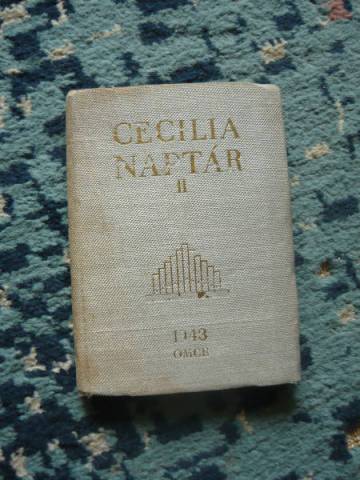 CECILIA
NAPTÁR
II
1943
OMCE